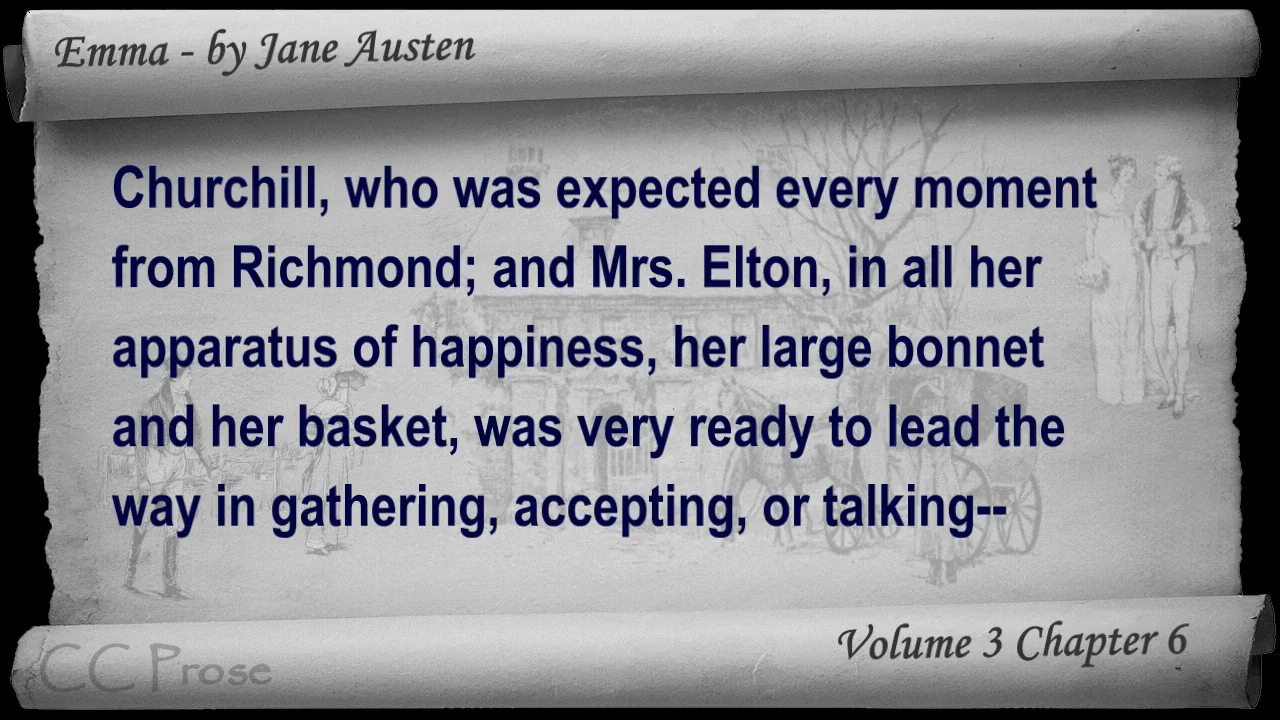 Emma - by Jane Austen
Churchill, who was expected every moment
from Richmond; and Mrs. Elton, in all her
apparatus of happiness, her large bonnet
and her basket, was very ready to lead the
way in gathering, accepting, or talking--
Volume 3 Chapter 6
CC Prose